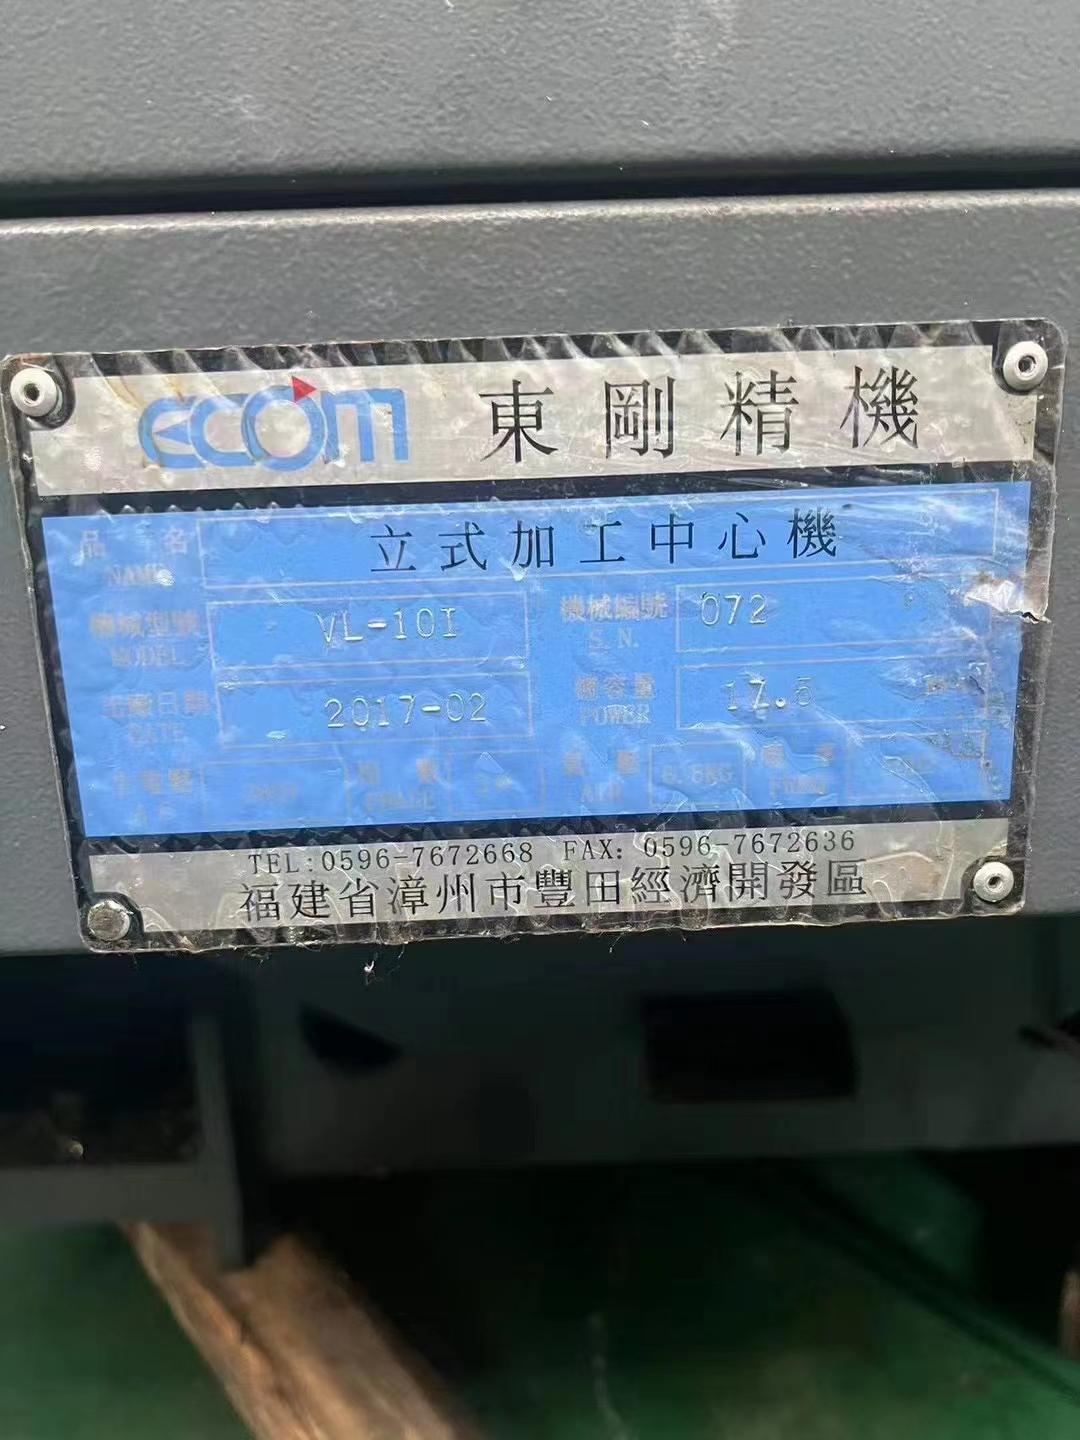 ECOM 東剛精機
品名 NAME 立式加工中心機
機械型號 MODEL VL-10I 機械編號 S.N. 072
出廠日期 DATE 2017-02 總容量 POWER 17.5
AIR 6.5KG
TEL:0596-7672668 FAX: 0596-7672636
福建省漳州市豐田經濟開發區